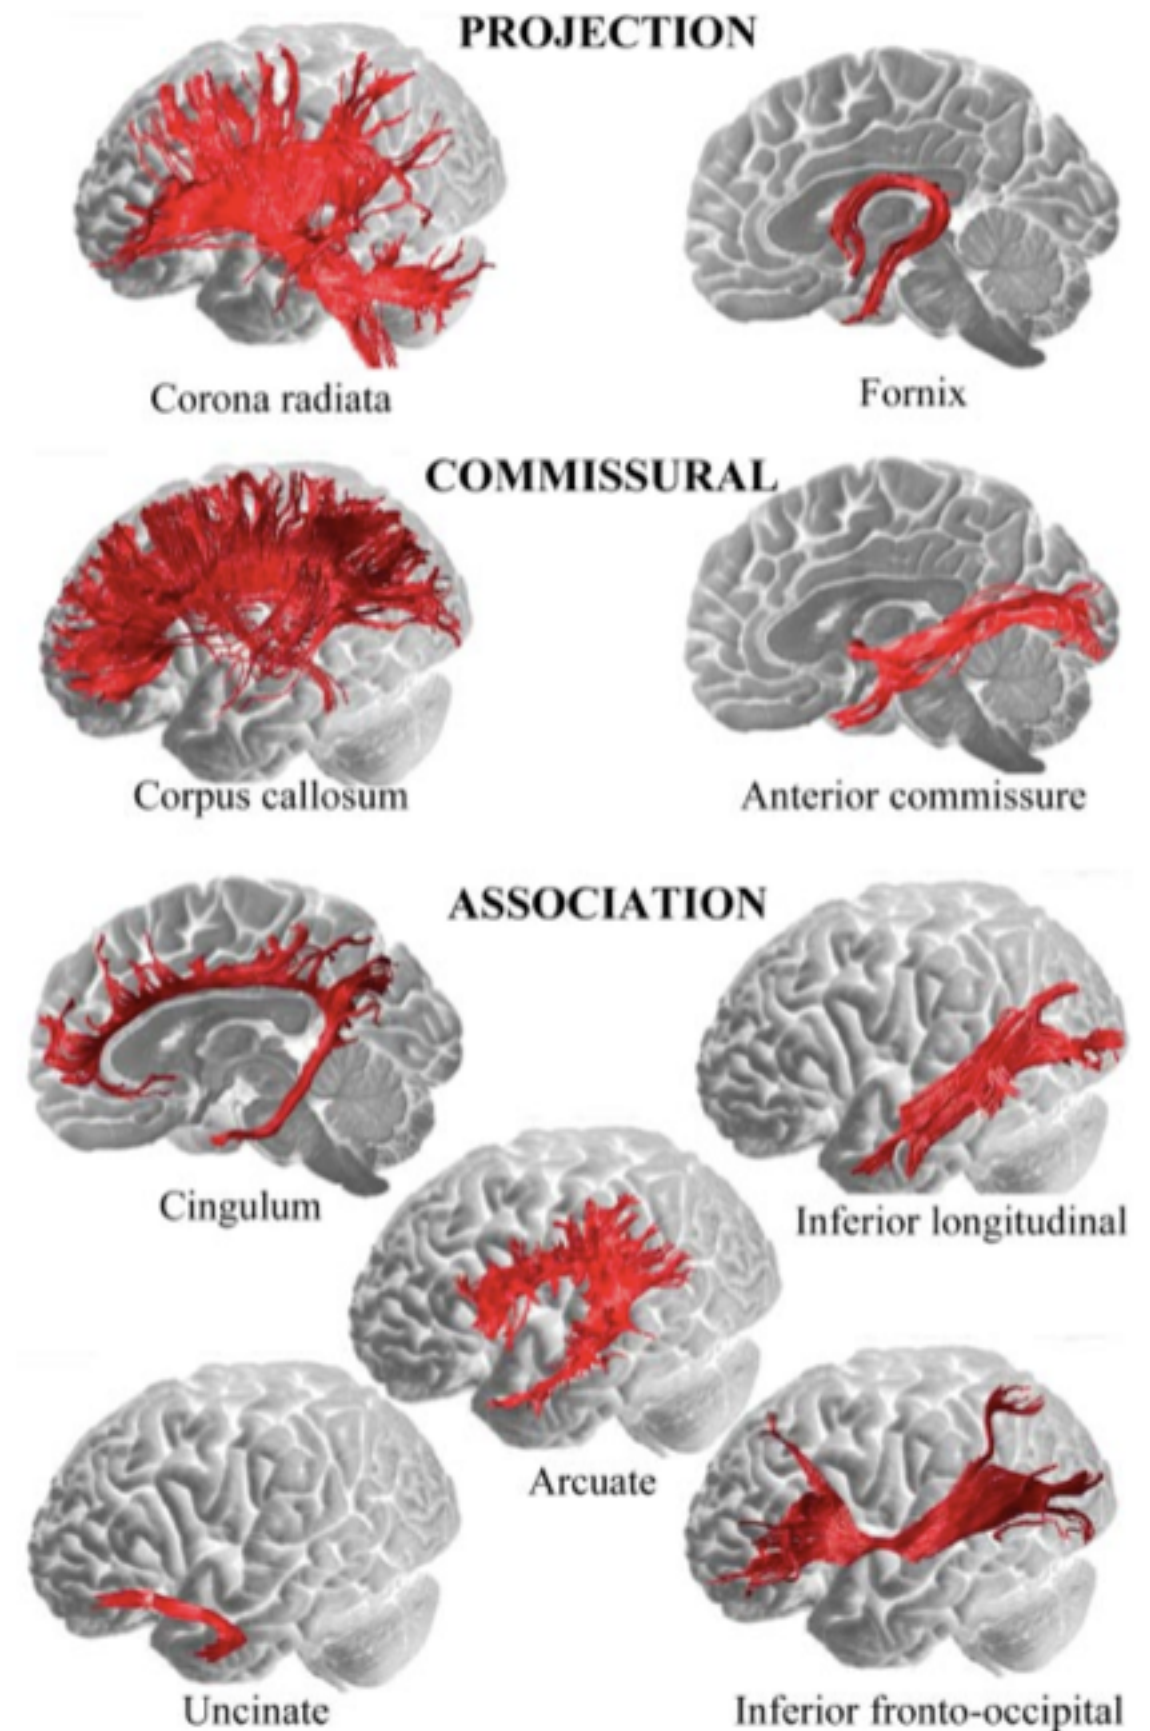 PROJECTION
Corona radiata
Fornix
COMMISSURAL
Corpus callosum
Anterior commissure
ASSOCIATION
Cingulum
Inferior longitudinal
Arcuate
Uncinate
Inferior fronto-occipital